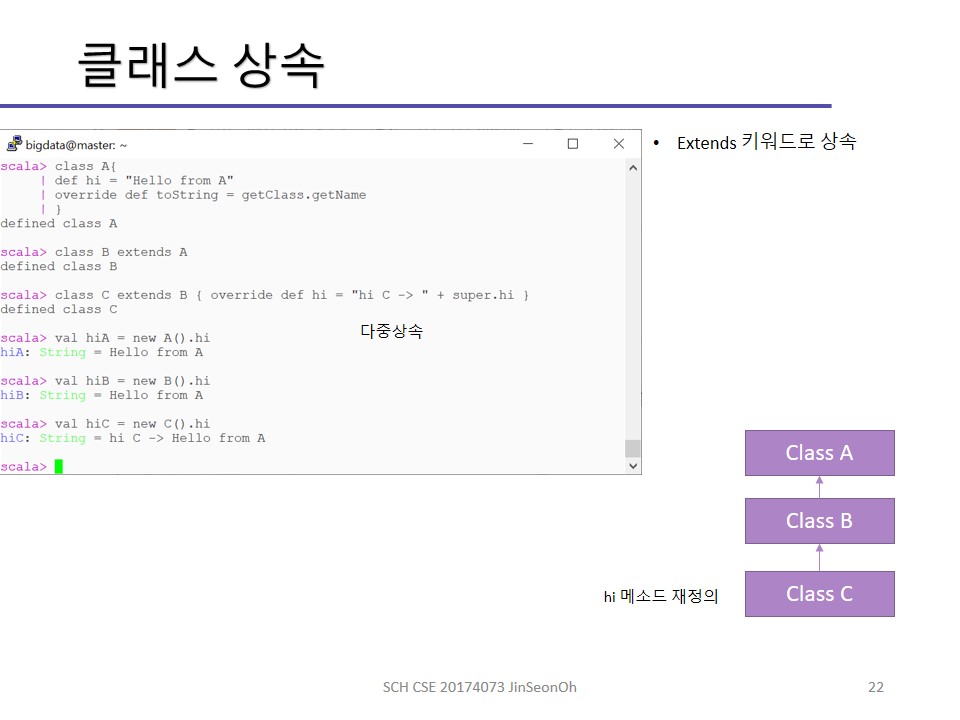 클래스 상속
bigdata@master: ~
scala> class A{
| def hi = "Hello from A"
| override def toString = getClass.getName
| }
defined class A
scala> class B extends A
defined class B
scala> class C extends B { override def hi = "hi C -> " + super.hi }
defined class C
scala> val hiA = new A().hi
hiA: String = Hello from A
scala> val hiB = new B().hi
hiB: String = Hello from A
scala> val hiC = new C().hi
hiC: String = hi C -> Hello from A
scala>
다중상속
• Extends 키워드로 상속
Class A
Class B
Class C
hi 메소드 재정의
SCH CSE 20174073 JinSeonOh
22